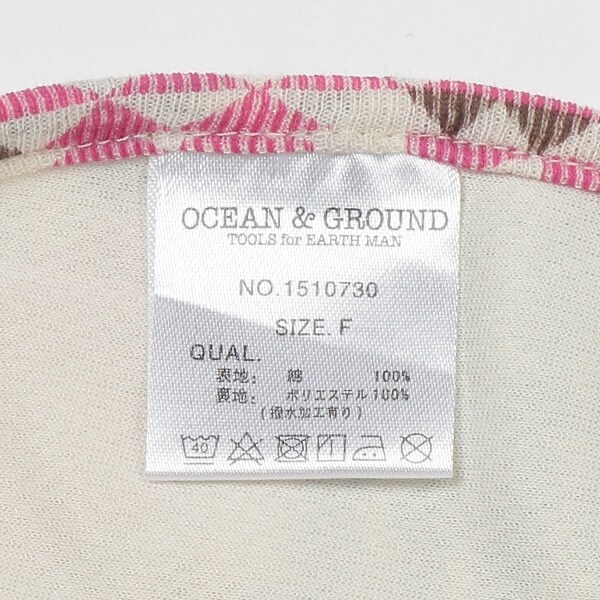 OCEAN & GROUND
TOOLS for EARTH MAN
NO.1510730
SIZE. F
QUAL.
表地: 綿 100%
裏地: ポリエステル100%
(撥水加工有り)
40